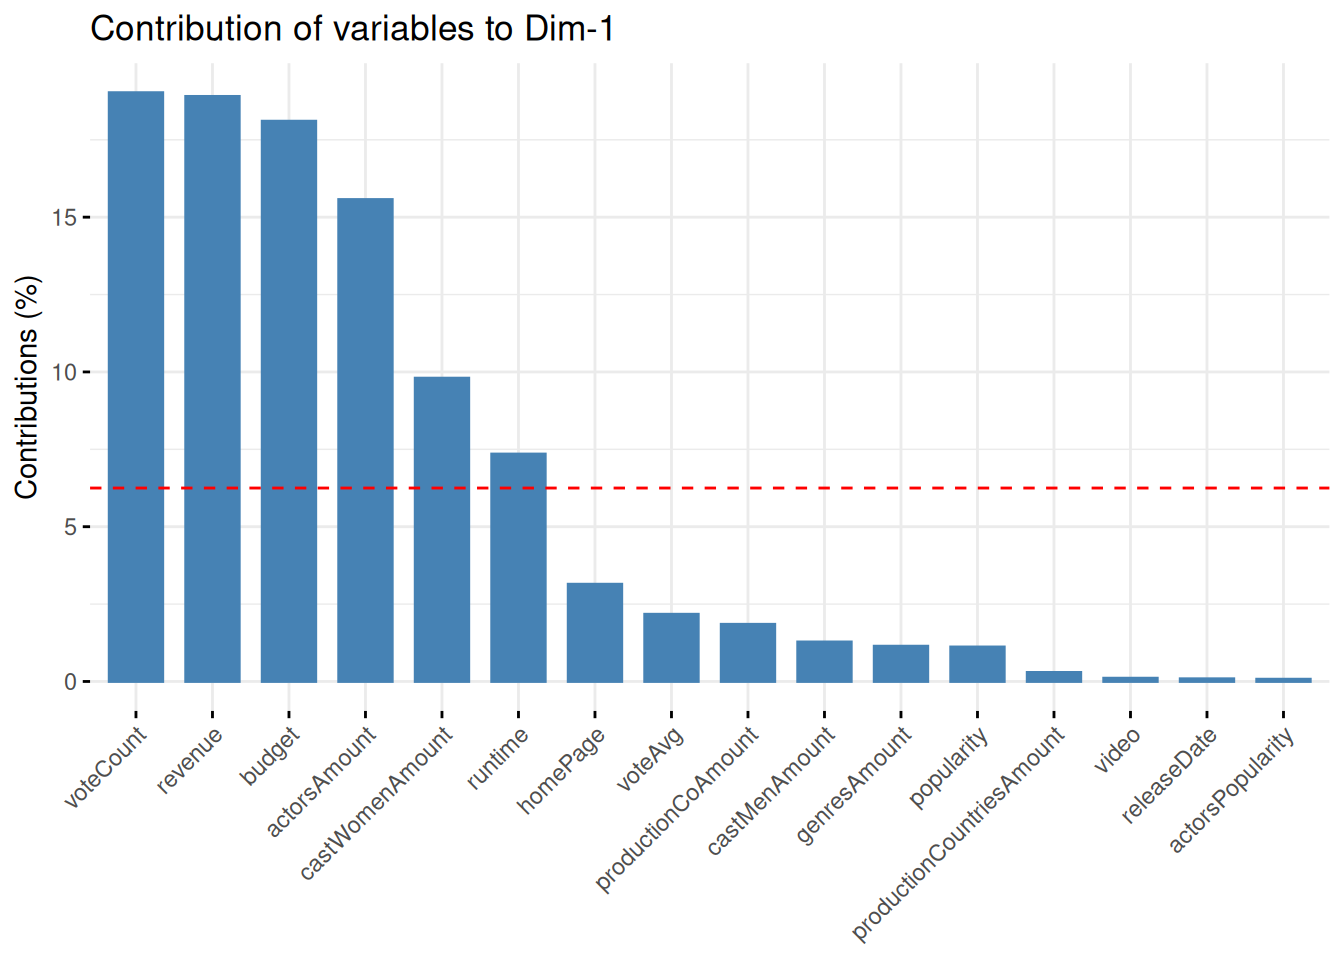 Contribution of variables to Dim-1
Contributions (%)
15
10
5
0
voteCount
revenue
budget
actorsAmount
castWomenAmount
runtime
homePage
voteAvg
productionCoAmount
castMenAmount
genresAmount
popularity
productionCountriesAmount
video
releaseDate
actorsPopularity